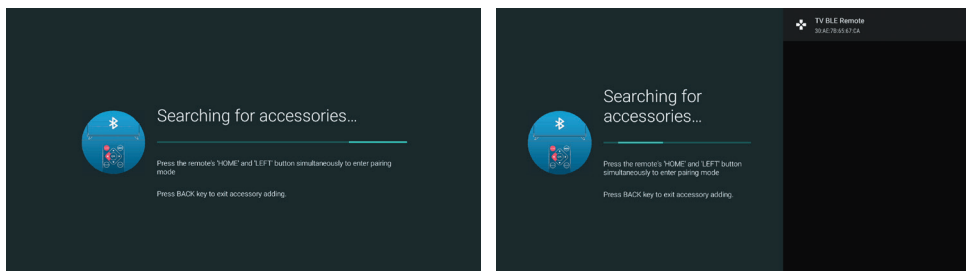 Searching for accessories...
Press the remote's 'HOME' and 'LEFT' button simultaneously to enter pairing
mode
Press BACK key to exit accessory adding.
Searching for
accessories...
Press the remote's 'HOME' and 'LEFT' button
simultaneously to enter pairing mode
Press BACK key to exit accessory adding.
TV BLE Remote
30:AE:7B:65:67:CA